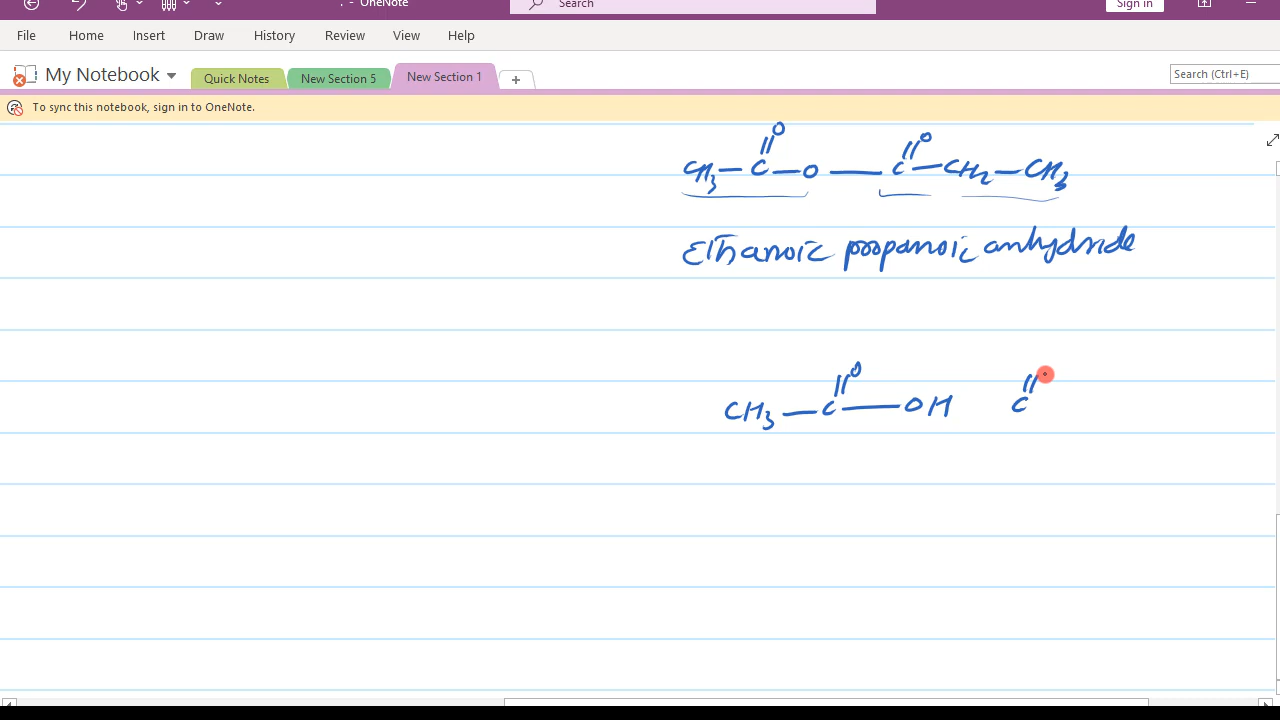 . - OneNote
Search
Sign in
File Home Insert Draw History Review View Help
My Notebook Quick Notes New Section 5 New Section 1 +
Search (Ctrl+E)
To sync this notebook, sign in to OneNote.
O O
CH3 — C — O — C — CH2 — CH3
Ethanoic propanoic anhydride
O
CH3 — C — OH C